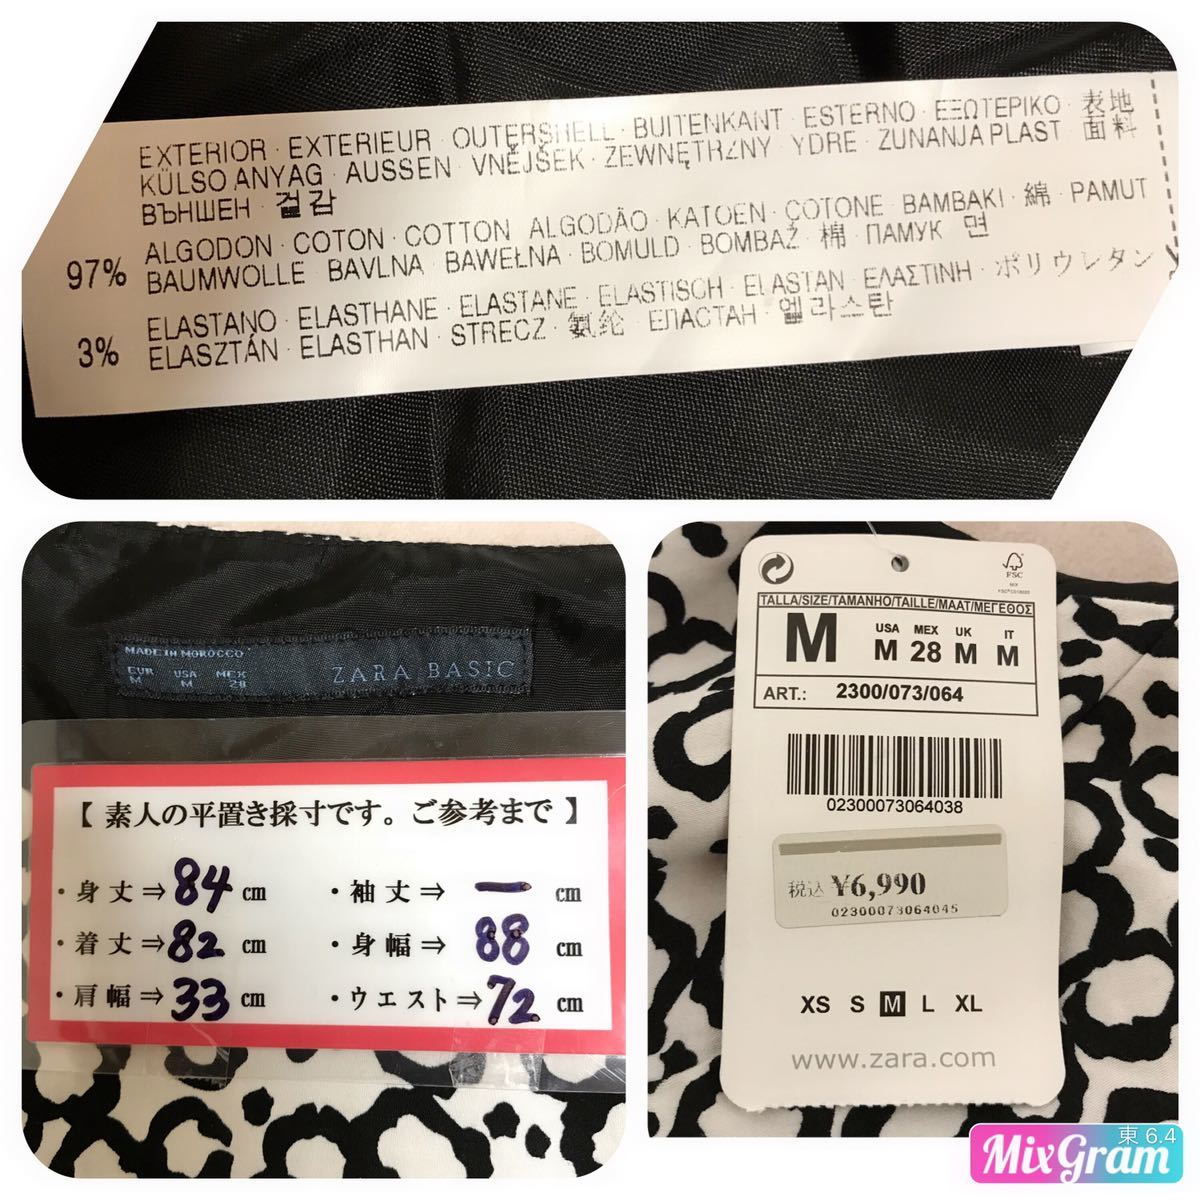 EXTERIOR · EXTERIEUR · OUTERSHELL · BUITENKANT · ESTERNO · ΕΞΩΤΕΡΙΚΟ · 表地
KÜLSO ANYAG · AUSSEN · VNĚJŠEK · ZEWNĘTRZNY · YDRE · ZUNANJA PLAST · 面料
ВЪНШЕН · 겉감
97% ALGODON · COTON · COTTON · ALGODÃO · KATOEN · COTONE · BAMBAKI · 綿 · PAMUT
BAUMWOLLE · BAVLNA · BAWEŁNA · BOMULD · BOMBAŽ · 棉 · ПАМУК · 면
3% ELASTANO · ELASTHANE · ELASTANE · ELASTISCH · ELASTAN · ΕΛΑΣΤΙΝΗ · ポリウレタン
ELASZTÁN · ELASTHAN · STRECZ · 氨纶 · ЕЛАСТАН · 엘라스탄
MADE IN MOROCCO
EUR USA MEX
M M 28
ZARA BASIC
【 素人の平置き採寸です。ご参考まで 】
・身丈⇒84cm ・袖丈⇒ー cm
・着丈⇒82cm ・身幅⇒ 88 cm
・肩幅⇒33cm ・ウエスト⇒72cm
FSC
MIX
TALLA/SIZE/TAMANHO/TAILLE/MAAT/ΜΕΓΕΘΟΣ
M USA M MEX 28 UK M IT M
ART.: 2300/073/064
02300073064038
税込 ¥6,990
02300073064045
XS S M L XL
www.zara.com
東 6.4
MixGram